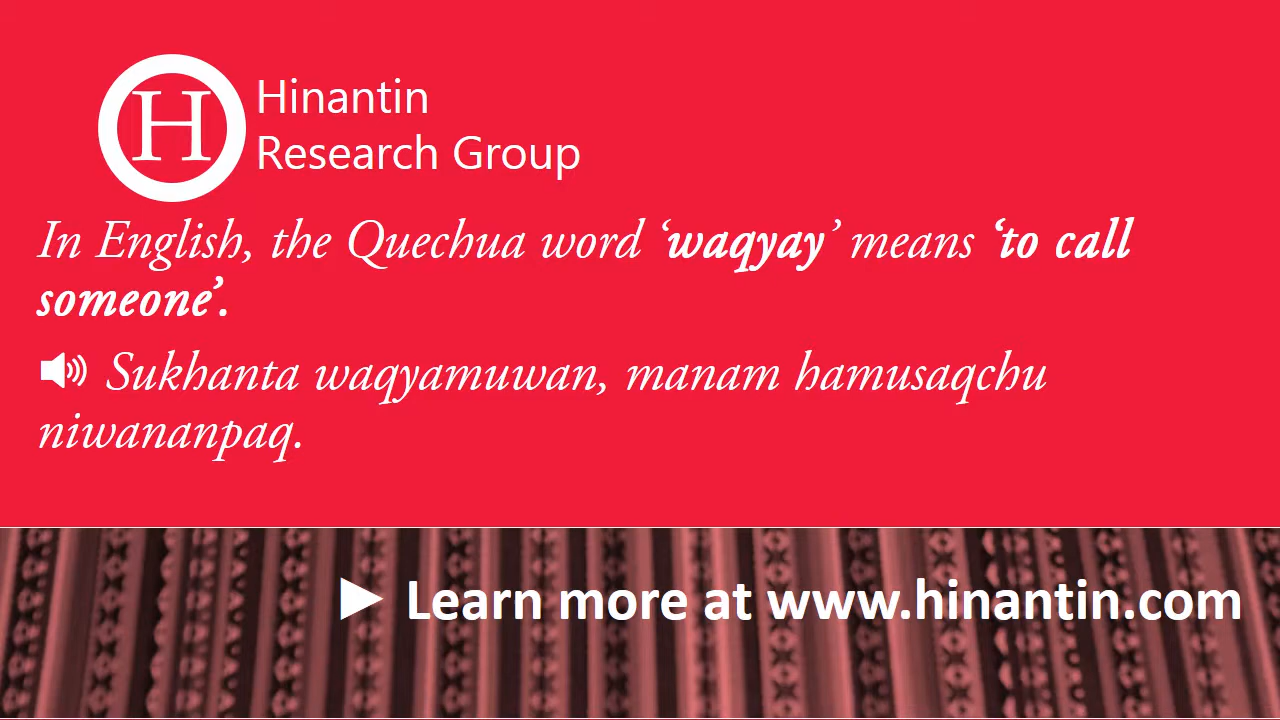 H
Hinantin
Research Group
In English, the Quechua word ‘waqyay’ means ‘to call
someone’.
Sukhanta waqyamuwan, manam hamusaqchu
niwananpaq.
Learn more at www.hinantin.com